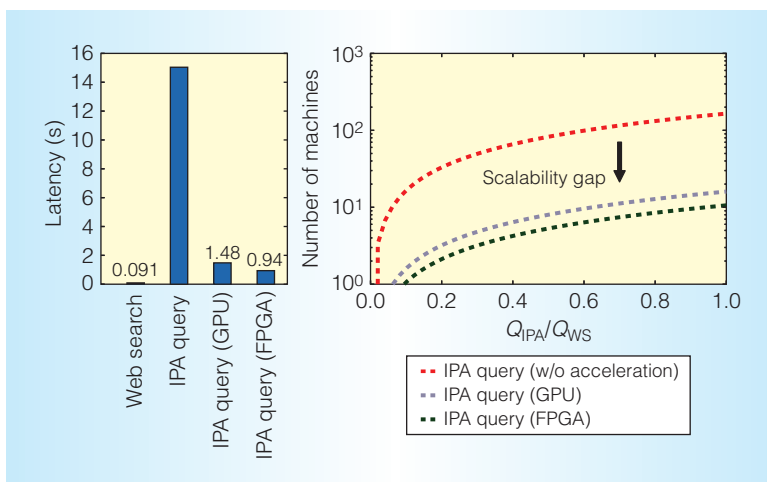 Latency (s)
16
14
12
10
8
6
4
2
0
0.091
1.48
0.94
Web search
IPA query
IPA query (GPU)
IPA query (FPGA)
Number of machines
10³
10²
10¹
10⁰
Scalability gap
0.0 0.2 0.4 0.6 0.8 1.0
Q_IPA/Q_WS
IPA query (w/o acceleration)
IPA query (GPU)
IPA query (FPGA)